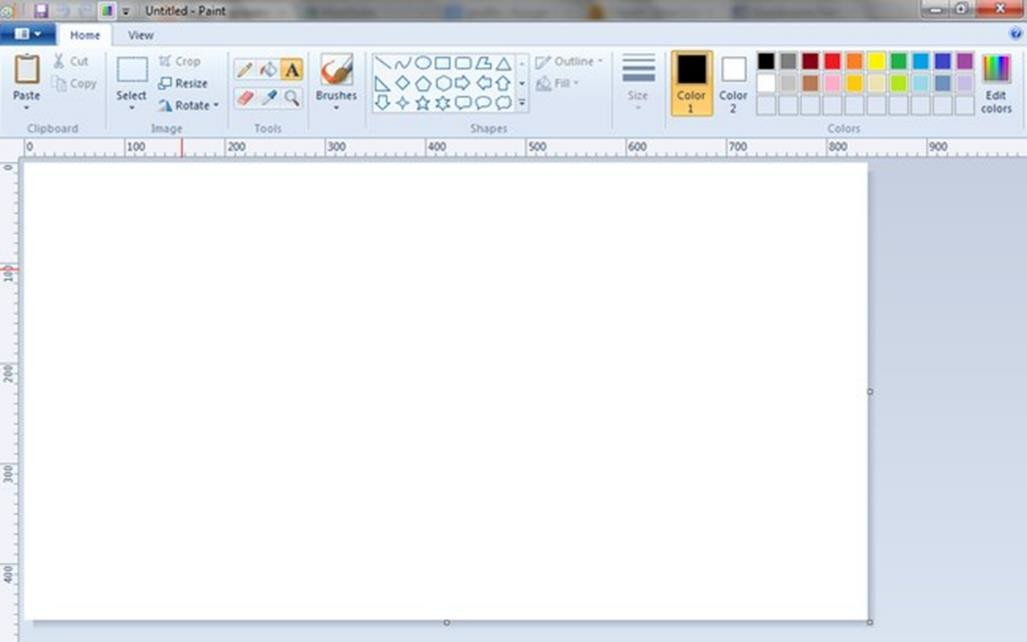 Untitled - Paint
Home View
Cut
Copy
Paste
Clipboard
Crop
Resize
Rotate
Select
Image
A
Tools
Brushes
Outline
Fill
Shapes
Size
Color 1
Color 2
Edit colors
Colors
0 100 200 300 400 500 600 700 800 900
0
100
200
300
400